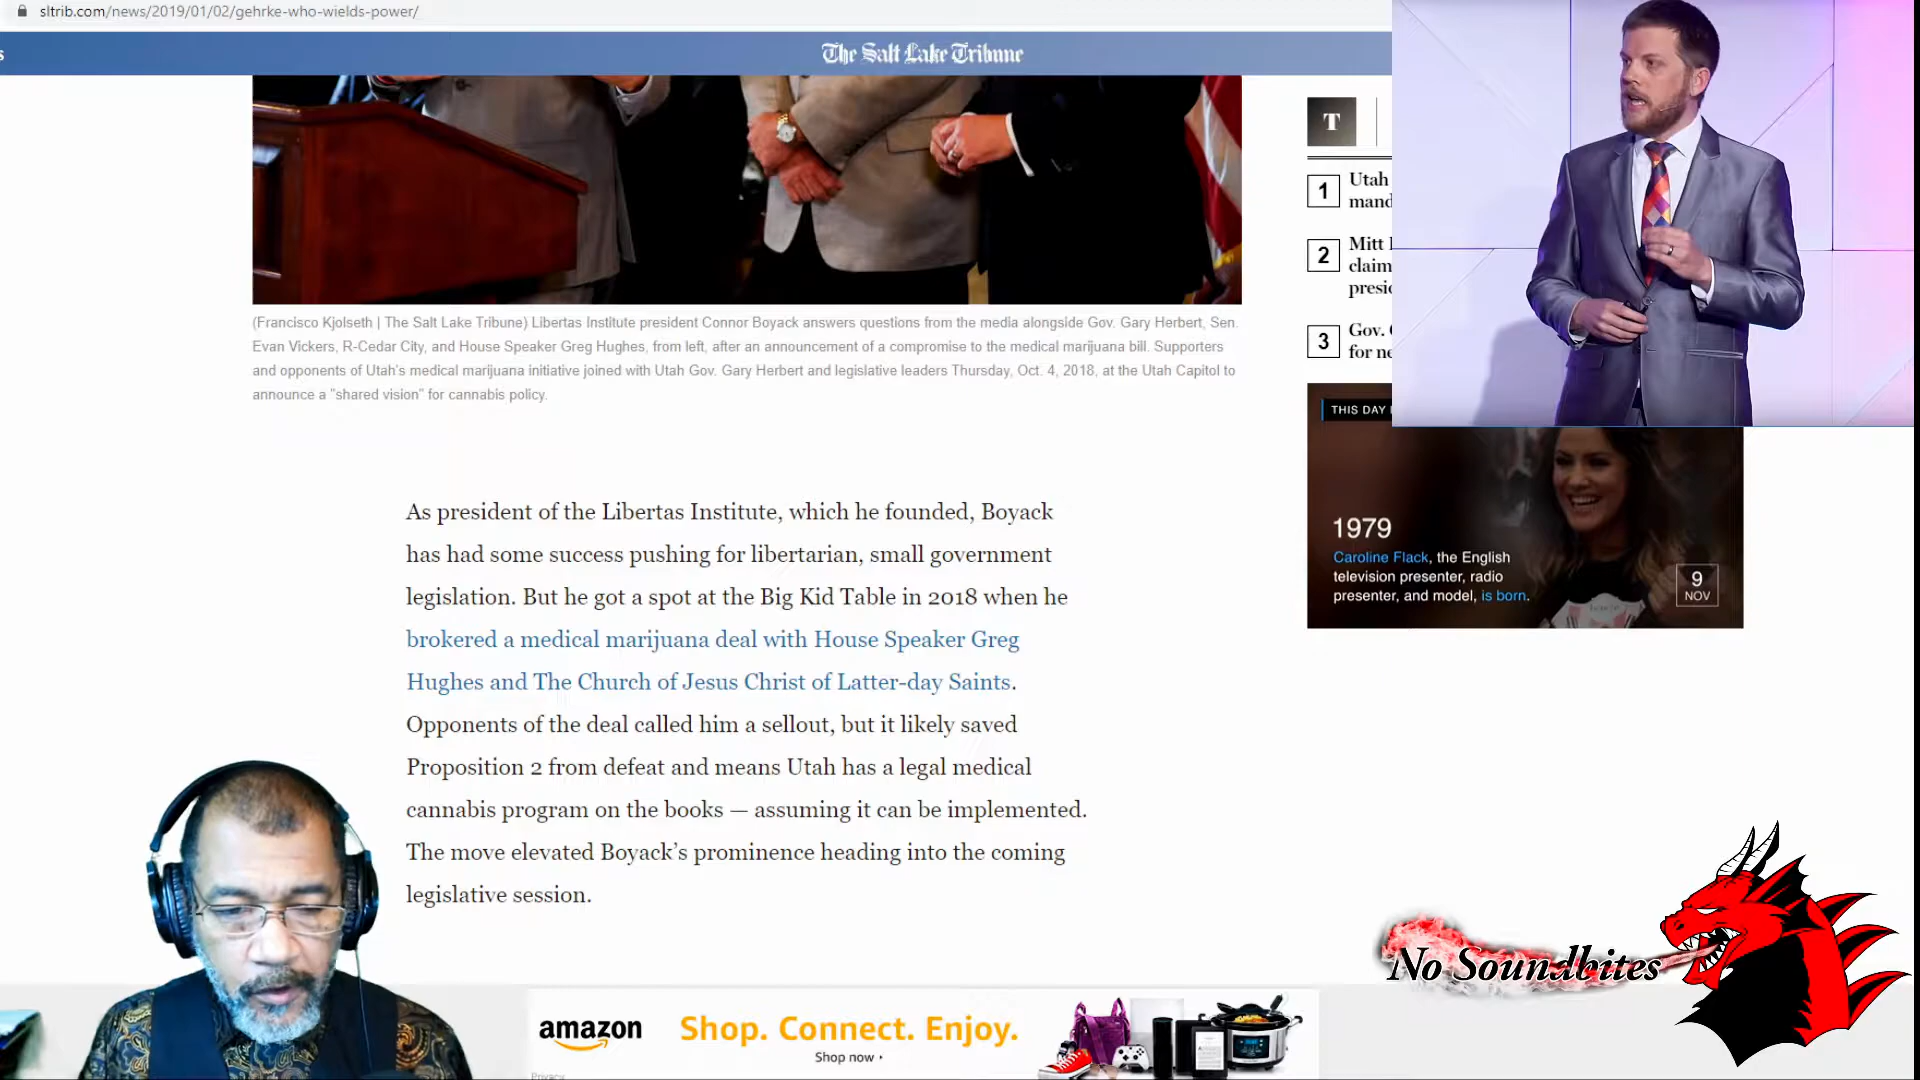 sltrib.com/news/2019/01/02/gehrke-who-wields-power/
s
The Salt Lake Tribune
(Francisco Kjolseth | The Salt Lake Tribune) Libertas Institute president Connor Boyack answers questions from the media alongside Gov. Gary Herbert, Sen.
Evan Vickers, R-Cedar City, and House Speaker Greg Hughes, from left, after an announcement of a compromise to the medical marijuana bill. Supporters
and opponents of Utah's medical marijuana initiative joined with Utah Gov. Gary Herbert and legislative leaders Thursday, Oct. 4, 2018, at the Utah Capitol to
announce a "shared vision" for cannabis policy.
As president of the Libertas Institute, which he founded, Boyack
has had some success pushing for libertarian, small government
legislation. But he got a spot at the Big Kid Table in 2018 when he
brokered a medical marijuana deal with House Speaker Greg
Hughes and The Church of Jesus Christ of Latter-day Saints.
Opponents of the deal called him a sellout, but it likely saved
Proposition 2 from defeat and means Utah has a legal medical
cannabis program on the books — assuming it can be implemented.
The move elevated Boyack's prominence heading into the coming
legislative session.
T
1 Utah
mand
2 Mitt
claim
presi
3 Gov.
for ne
THIS DAY
1979
Caroline Flack, the English
television presenter, radio
presenter, and model, is born.
9
NOV
No Soundbites
amazon
Shop. Connect. Enjoy.
Shop now
Privacy